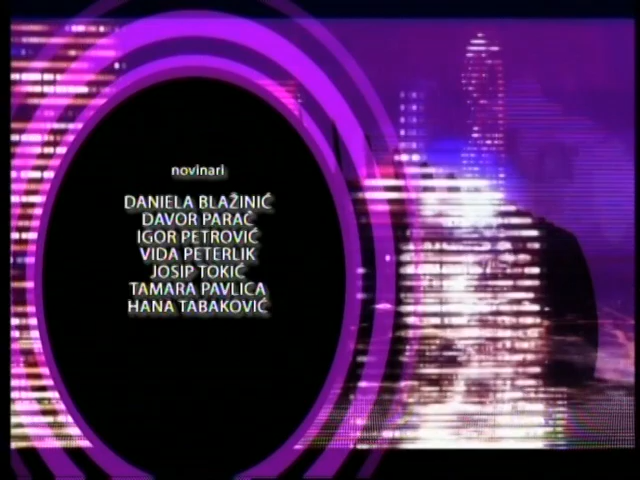 novinari
DANIELA BLAŽINIĆ
DAVOR PARAČ
IGOR PETROVIĆ
VIDA PETERLIK
JOSIP TOKIĆ
TAMARA PAVLICA
HANA TABAKOVIĆ